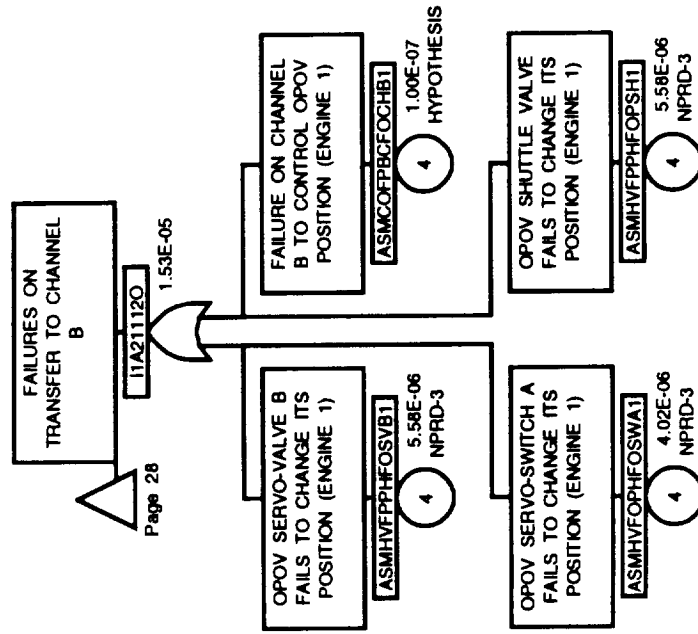 FAILURES ON
TRANSFER TO CHANNEL
B
I1A21112O
1.53E-05
Page 28
OPOV SERVO-VALVE B
FAILS TO CHANGE ITS
POSITION (ENGINE 1)
ASMHVFPPHFOSVB1
4
5.58E-06
NPRD-3
FAILURE ON CHANNEL
B TO CONTROL OPOV
POSITION (ENGINE 1)
ASMCOFPBCFOCHB1
4
1.00E-07
HYPOTHESIS
OPOV SERVO-SWITCH A
FAILS TO CHANGE ITS
POSITION (ENGINE 1)
ASMHVFOPHFOSWA1
4
4.02E-06
NPRD-3
OPOV SHUTTLE VALVE
FAILS TO CHANGE ITS
POSITION (ENGINE 1)
ASMHVFPPHFOPSH1
4
5.58E-06
NPRD-3